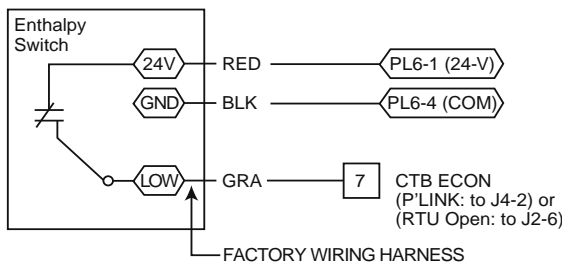 Enthalpy
Switch
24V RED PL6-1 (24-V)
GND BLK PL6-4 (COM)
LOW GRA 7 CTB ECON
(P'LINK: to J4-2) or
(RTU Open: to J2-6)
FACTORY WIRING HARNESS